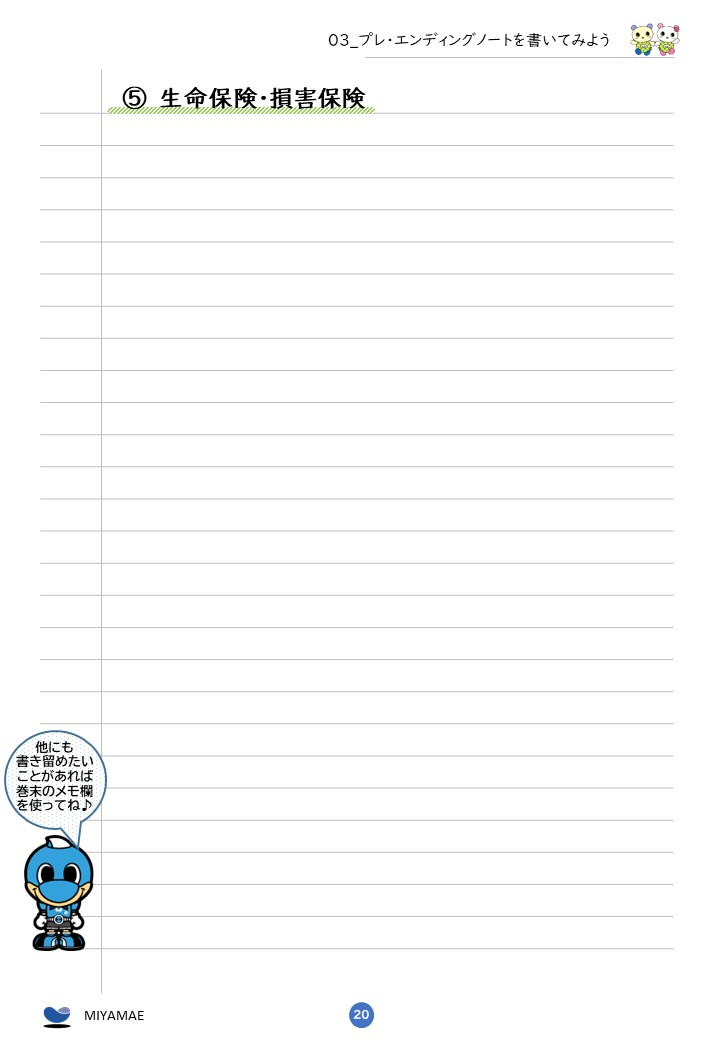 03_プレ・エンディングノートを書いてみよう
⑤ 生命保険・損害保険
他にも
書き留めたい
ことがあれば
巻末のメモ欄
を使ってね♪
MIYAMAE
20